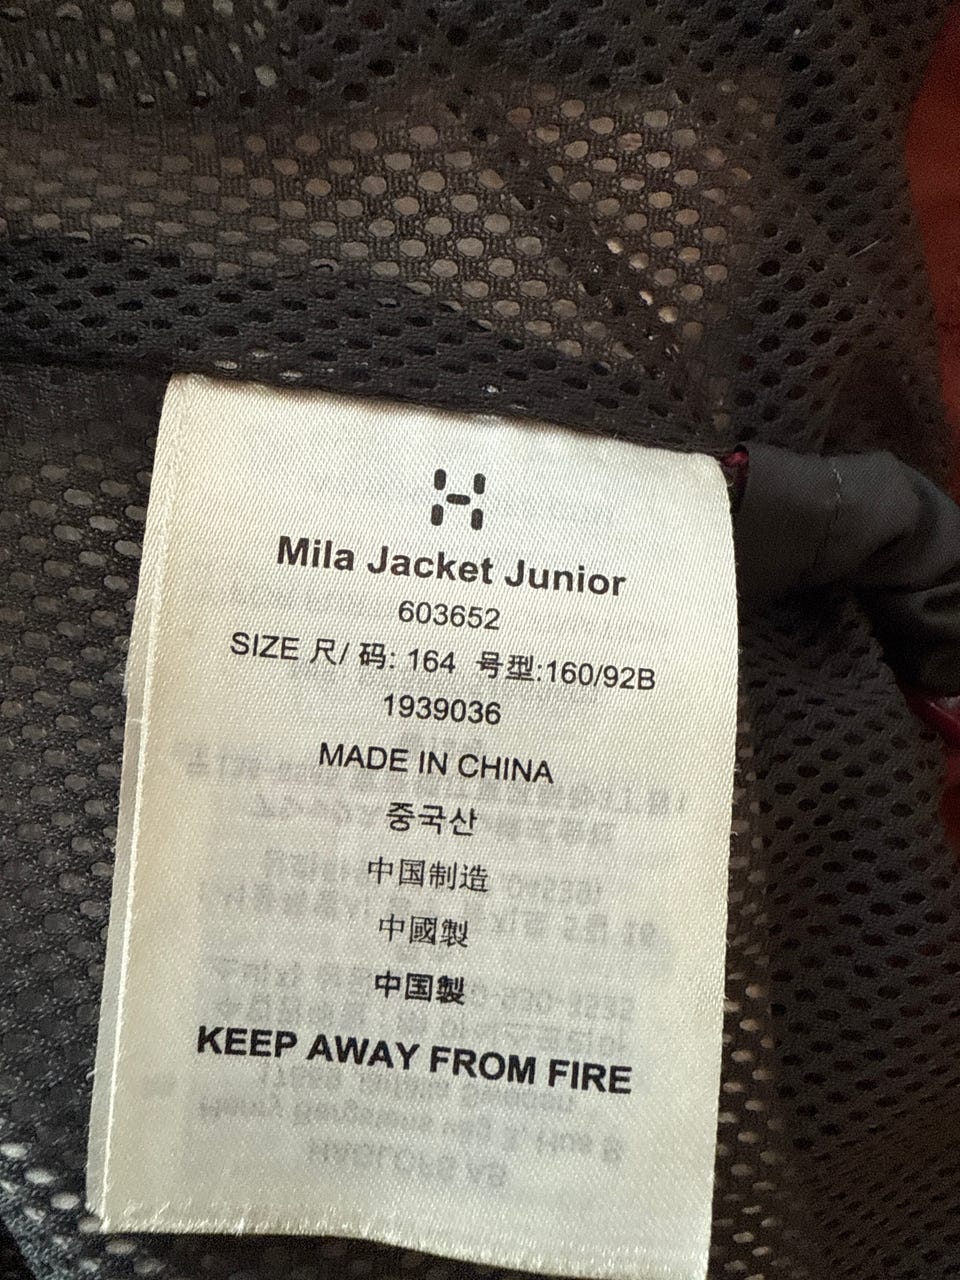 Mila Jacket Junior
603652
SIZE 尺/ 码: 164 号型:160/92B
1939036
MADE IN CHINA
중국산
中国制造
中國製
中国製
KEEP AWAY FROM FIRE